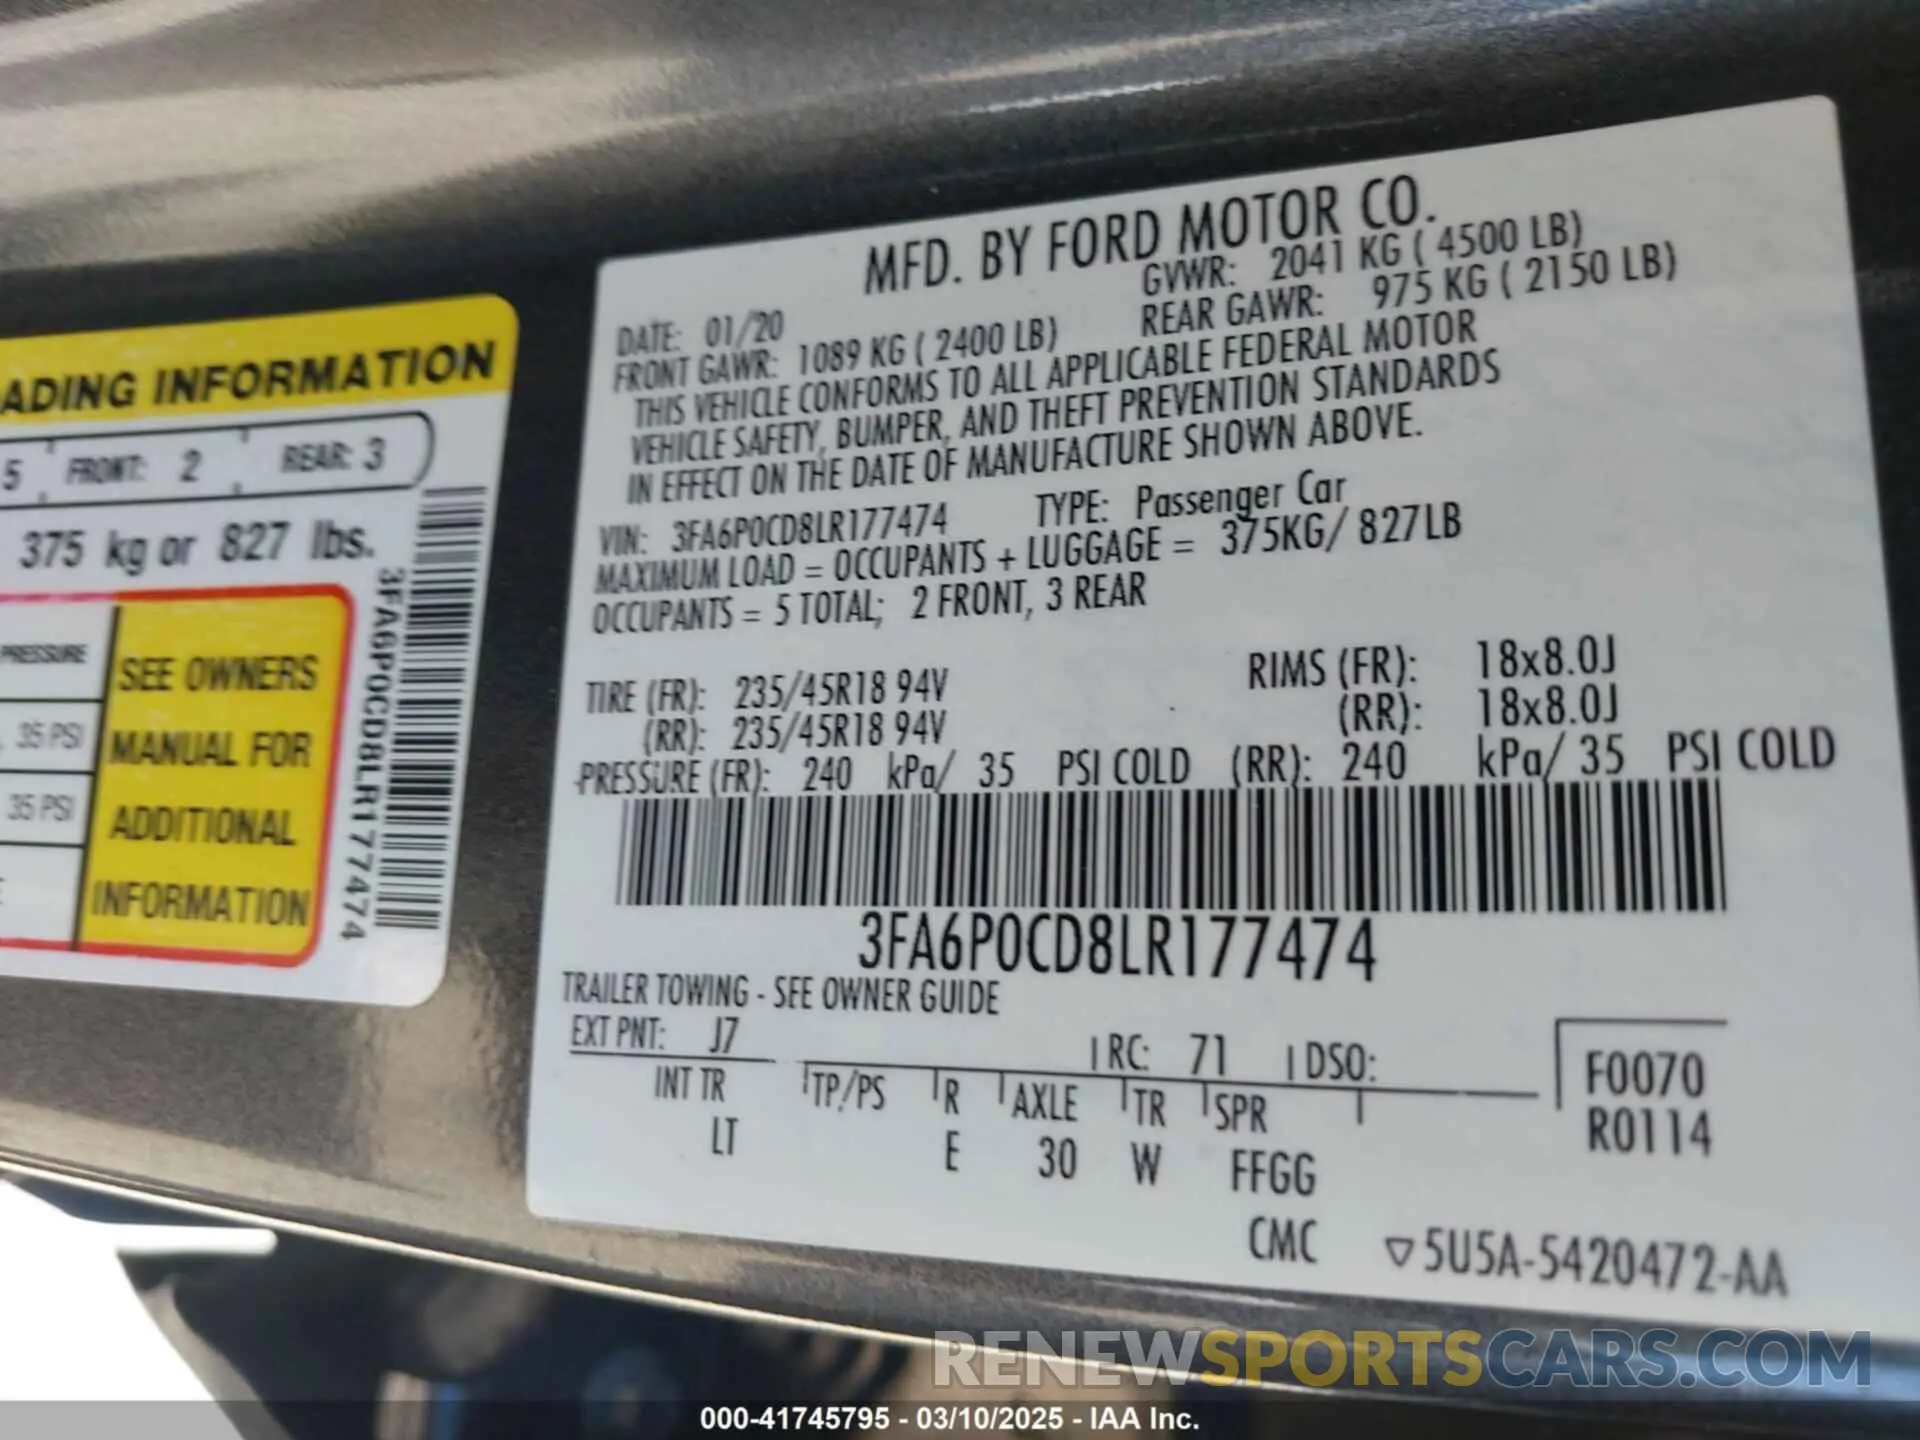 ADING INFORMATION
5 FRONT: 2 REAR: 3
375 kg or 827 lbs.
PRESSURE
35 PSI
35 PSI
SEE OWNERS
MANUAL FOR
ADDITIONAL
INFORMATION
3FA6P0CD8LR177474
MFD. BY FORD MOTOR CO.
DATE: 01/20 GVWR: 2041 KG ( 4500 LB)
FRONT GAWR: 1089 KG ( 2400 LB) REAR GAWR: 975 KG ( 2150 LB)
THIS VEHICLE CONFORMS TO ALL APPLICABLE FEDERAL MOTOR
VEHICLE SAFETY, BUMPER, AND THEFT PREVENTION STANDARDS
IN EFFECT ON THE DATE OF MANUFACTURE SHOWN ABOVE.
VIN: 3FA6P0CD8LR177474 TYPE: Passenger Car
MAXIMUM LOAD = OCCUPANTS + LUGGAGE = 375KG/ 827LB
OCCUPANTS = 5 TOTAL; 2 FRONT, 3 REAR
TIRE (FR): 235/45R18 94V RIMS (FR): 18x8.0J
(RR): 235/45R18 94V (RR): 18x8.0J
PRESSURE (FR): 240 kPa/ 35 PSI COLD (RR): 240 kPa/ 35 PSI COLD
3FA6P0CD8LR177474
TRAILER TOWING - SEE OWNER GUIDE
EXT PNT: J7 RC: 71 DSO: F0070
INT TR TP/PS R AXLE TR SPR R0114
LT E 30 W FFGG
CMC ▽5U5A-5420472-AA
RENEWSPORTSCARS.COM
000-41745795 - 03/10/2025 - IAA Inc.